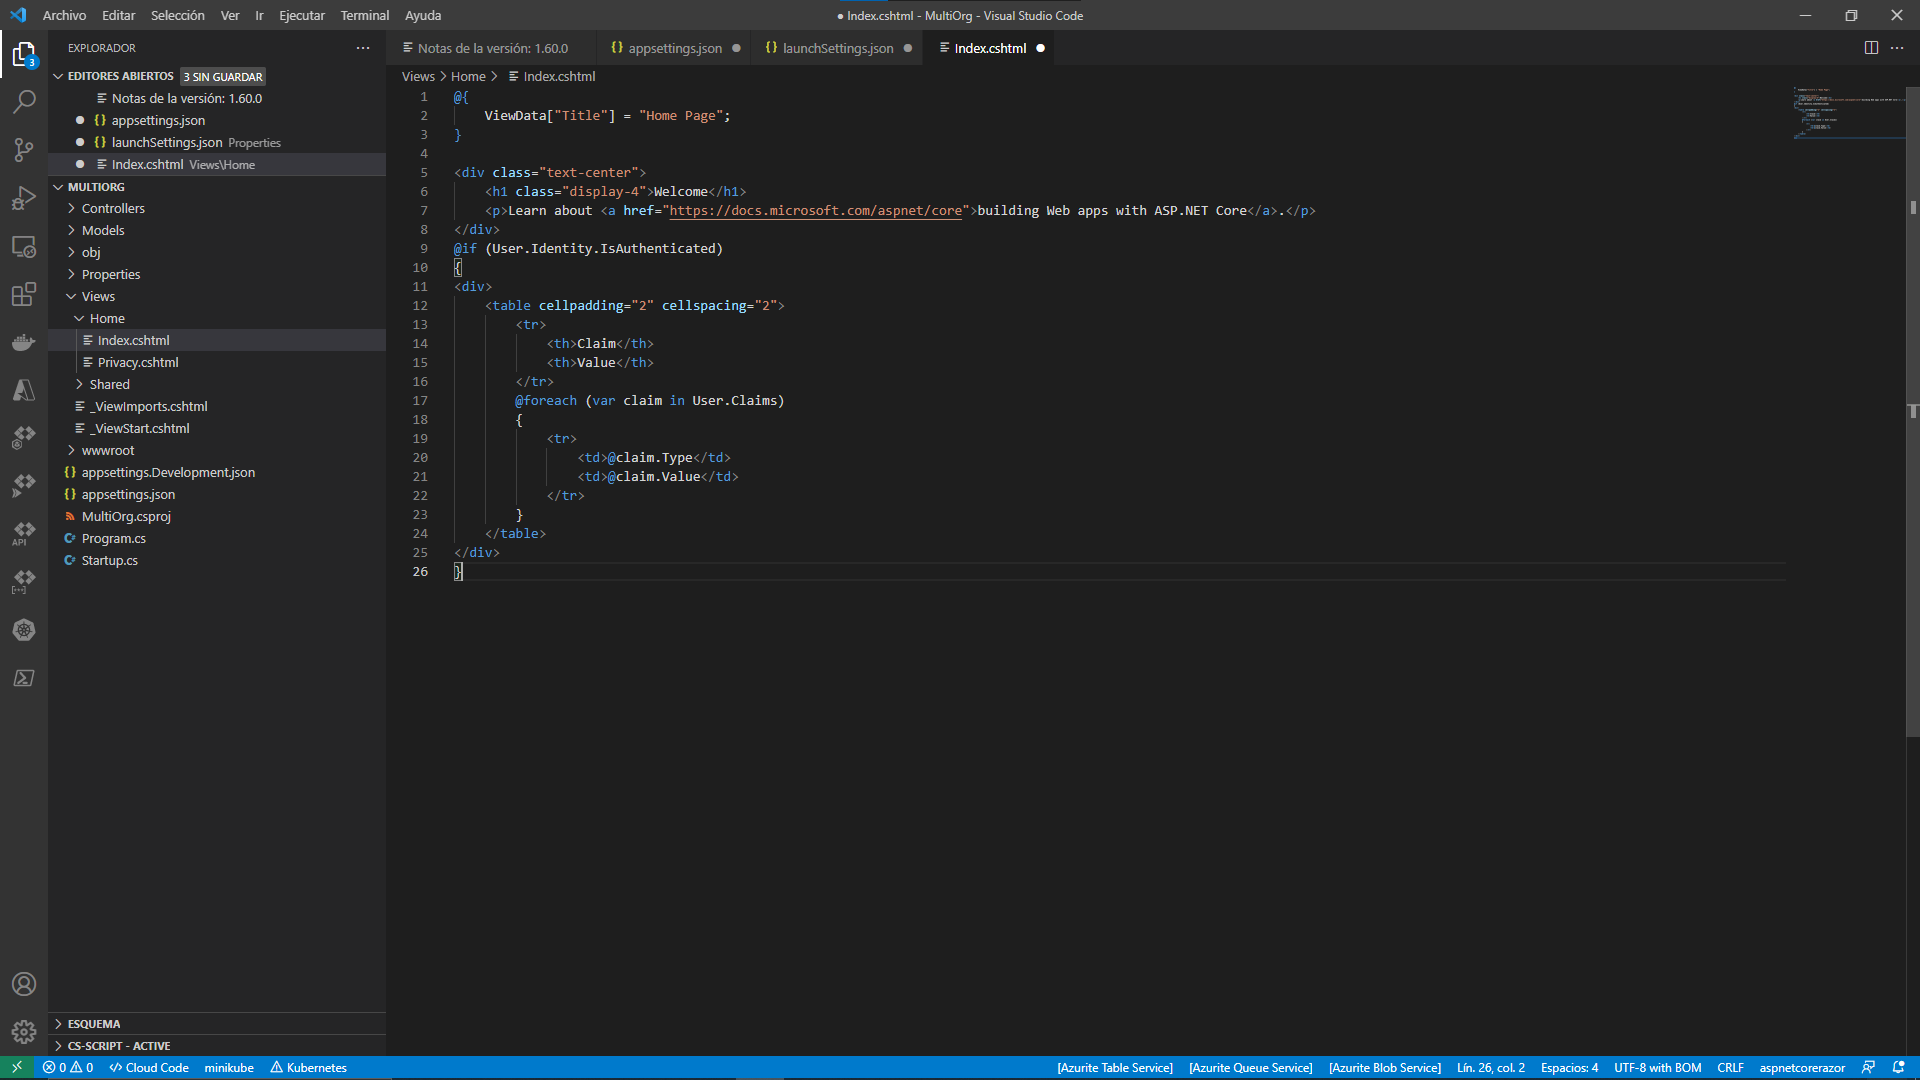 Archivo Editar Selección Ver Ir Ejecutar Terminal Ayuda
● Index.cshtml - MultiOrg - Visual Studio Code
EXPLORADOR
EDITORES ABIERTOS 3 SIN GUARDAR
Notas de la versión: 1.60.0
appsettings.json
launchSettings.json Properties
Index.cshtml Views\Home
MULTIORG
Controllers
Models
obj
Properties
Views
Home
Index.cshtml
Privacy.cshtml
Shared
_ViewImports.cshtml
_ViewStart.cshtml
wwwroot
appsettings.Development.json
appsettings.json
MultiOrg.csproj
Program.cs
Startup.cs
ESQUEMA
CS-SCRIPT - ACTIVE
3
API
Notas de la versión: 1.60.0 appsettings.json launchSettings.json Index.cshtml
Views > Home > Index.cshtml
1 @{
2 ViewData["Title"] = "Home Page";
3 }
4
5 <div class="text-center">
6 <h1 class="display-4">Welcome</h1>
7 <p>Learn about <a href="https://docs.microsoft.com/aspnet/core">building Web apps with ASP.NET Core</a>.</p>
8 </div>
9 @if (User.Identity.IsAuthenticated)
10 {
11 <div>
12 <table cellpadding="2" cellspacing="2">
13 <tr>
14 <th>Claim</th>
15 <th>Value</th>
16 </tr>
17 @foreach (var claim in User.Claims)
18 {
19 <tr>
20 <td>@claim.Type</td>
21 <td>@claim.Value</td>
22 </tr>
23 }
24 </table>
25 </div>
26 }
0 0 Cloud Code minikube Kubernetes [Azurite Table Service] [Azurite Queue Service] [Azurite Blob Service] Lín. 26, col. 2 Espacios: 4 UTF-8 with BOM CRLF aspnetcorerazor